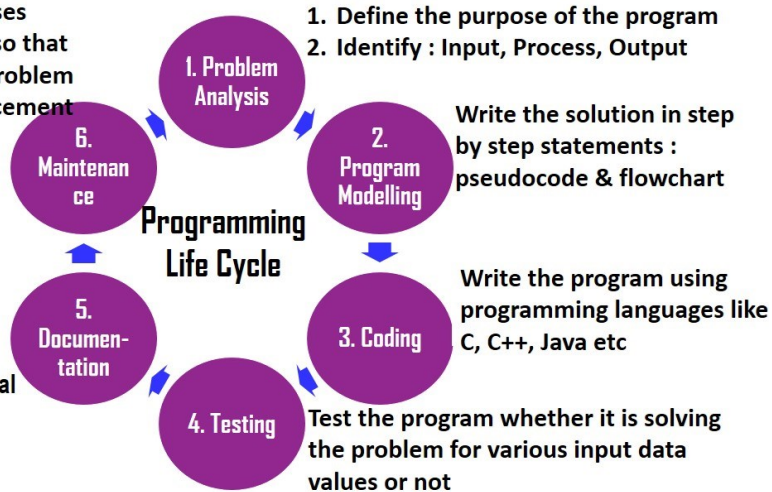 1. Define the purpose of the program
2. Identify : Input, Process, Output
so that
roblem
cement
1. Problem
Analysis
2.
Program
Modelling
Write the solution in step
by step statements :
pseudocode & flowchart
6.
Maintenan
ce
Programming
Life Cycle
3. Coding
Write the program using
programming languages like
C, C++, Java etc
5.
Documen-
tation
al
4. Testing
Test the program whether it is solving
the problem for various input data
values or not